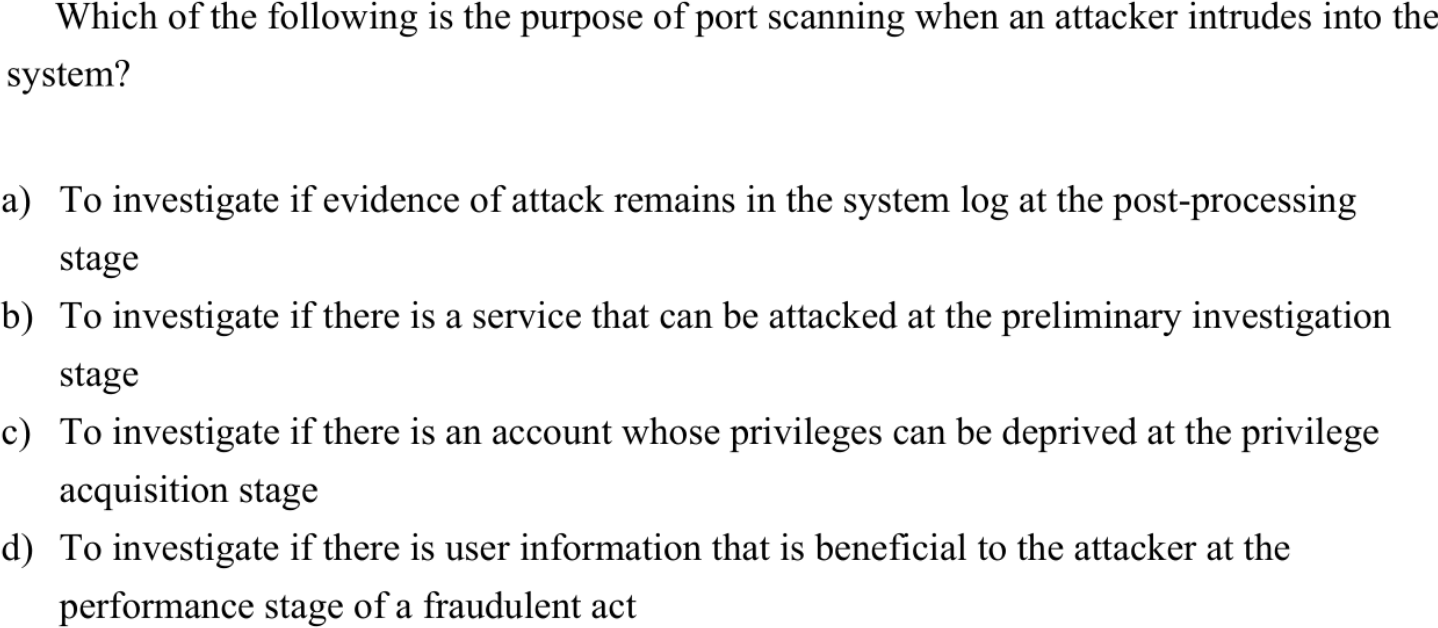 Which of the following is the purpose of port scanning when an attacker intrudes into the
system?
a) To investigate if evidence of attack remains in the system log at the post-processing
stage
b) To investigate if there is a service that can be attacked at the preliminary investigation
stage
c) To investigate if there is an account whose privileges can be deprived at the privilege
acquisition stage
d) To investigate if there is user information that is beneficial to the attacker at the
performance stage of a fraudulent act